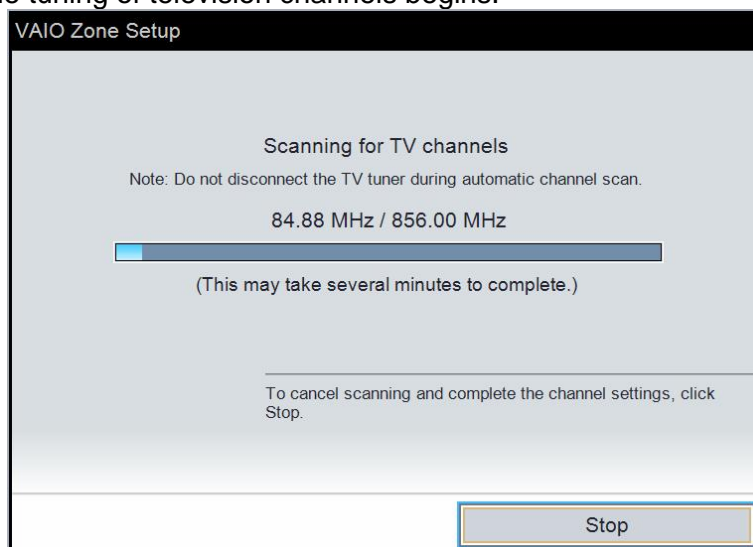 tuning of television channels begins.
VAIO Zone Setup
Scanning for TV channels
Note: Do not disconnect the TV tuner during automatic channel scan.
84.88 MHz / 856.00 MHz
(This may take several minutes to complete.)
To cancel scanning and complete the channel settings, click
Stop.
Stop